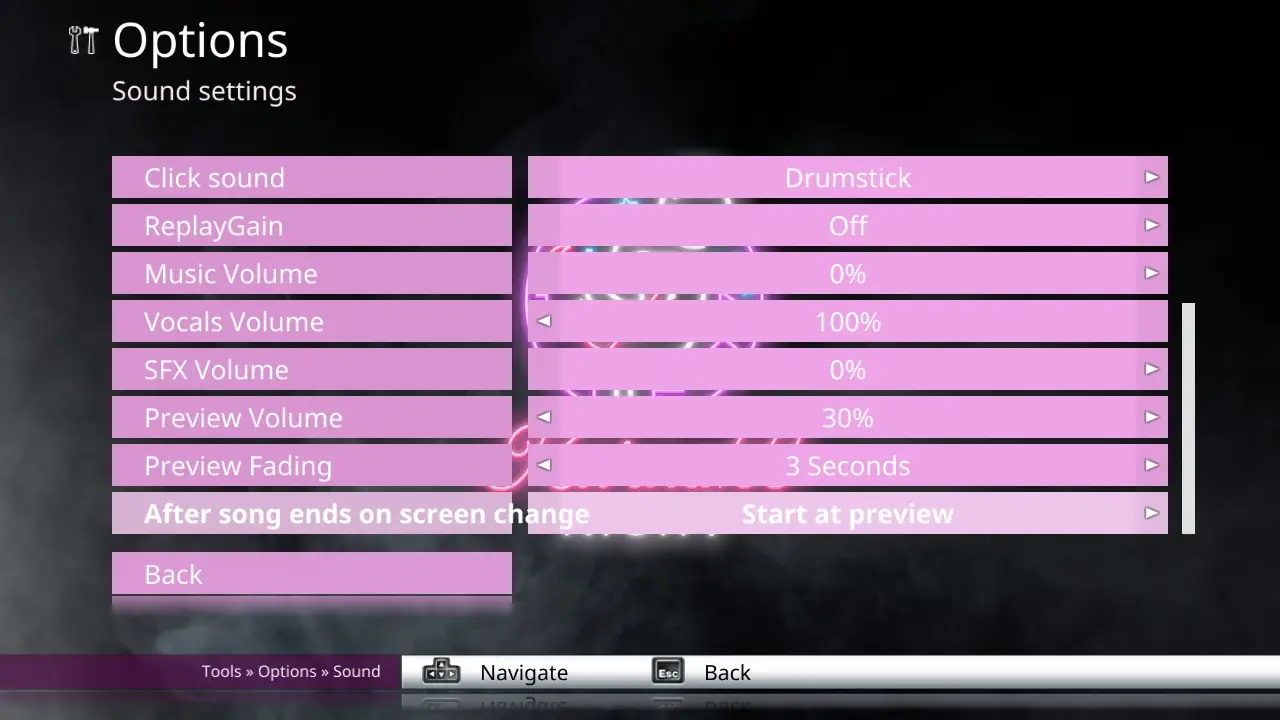 Options
Sound settings
Click sound Drumstick
ReplayGain Off
Music Volume 0%
Vocals Volume 100%
SFX Volume 0%
Preview Volume 30%
Preview Fading 3 Seconds
After song ends on screen change Start at preview
Back
Tools » Options » Sound Navigate Esc Back